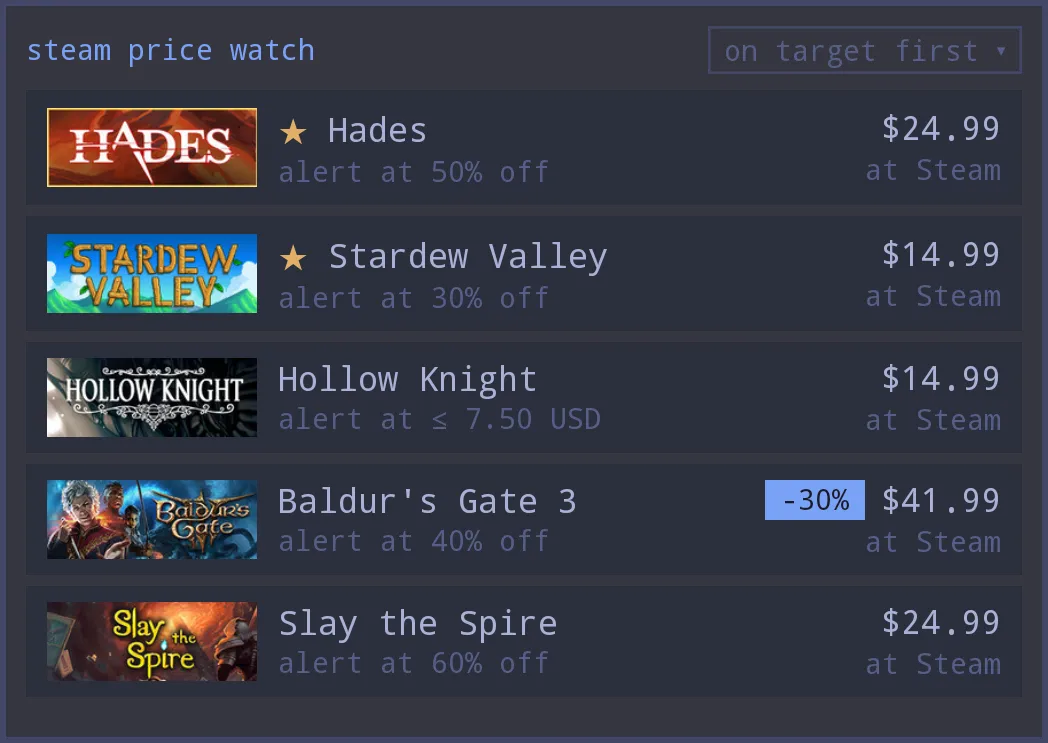 steam price watch
on target first ▾
HADES
★ Hades
$24.99
alert at 50% off
at Steam
STARDEW
VALLEY
★ Stardew Valley
$14.99
alert at 30% off
at Steam
HOLLOW KNIGHT
Hollow Knight
$14.99
alert at ≤ 7.50 USD
at Steam
Baldur's
Gate
Baldur's Gate 3
-30% $41.99
alert at 40% off
at Steam
Slay the
Spire
Slay the Spire
$24.99
alert at 60% off
at Steam